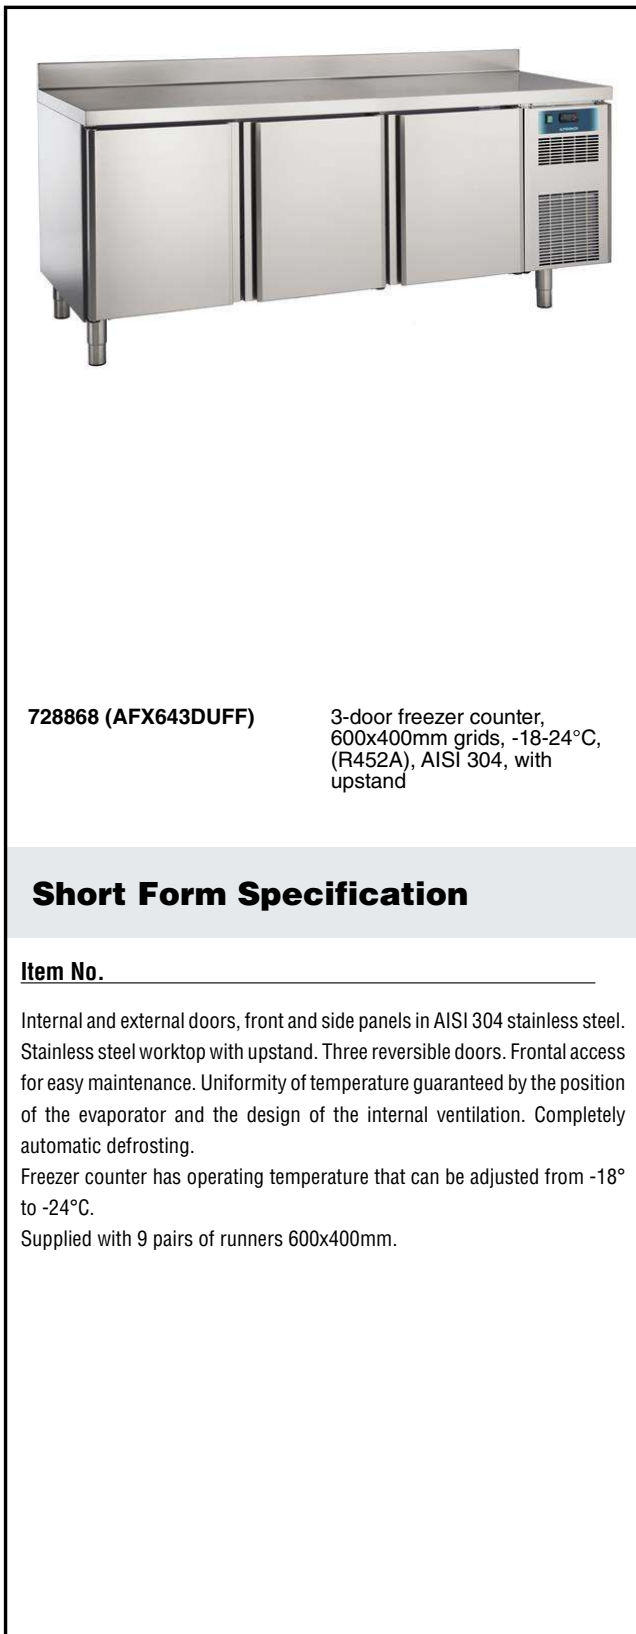 728868 (AFX643DUFF)
3-door freezer counter,
600x400mm grids, -18-24°C,
(R452A), AISI 304, with
upstand
Short Form Specification
Item No.
Internal and external doors, front and side panels in AISI 304 stainless steel.
Stainless steel worktop with upstand. Three reversible doors. Frontal access
for easy maintenance. Uniformity of temperature guaranteed by the position
of the evaporator and the design of the internal ventilation. Completely
automatic defrosting.
Freezer counter has operating temperature that can be adjusted from -18°
to -24°C.
Supplied with 9 pairs of runners 600x400mm.